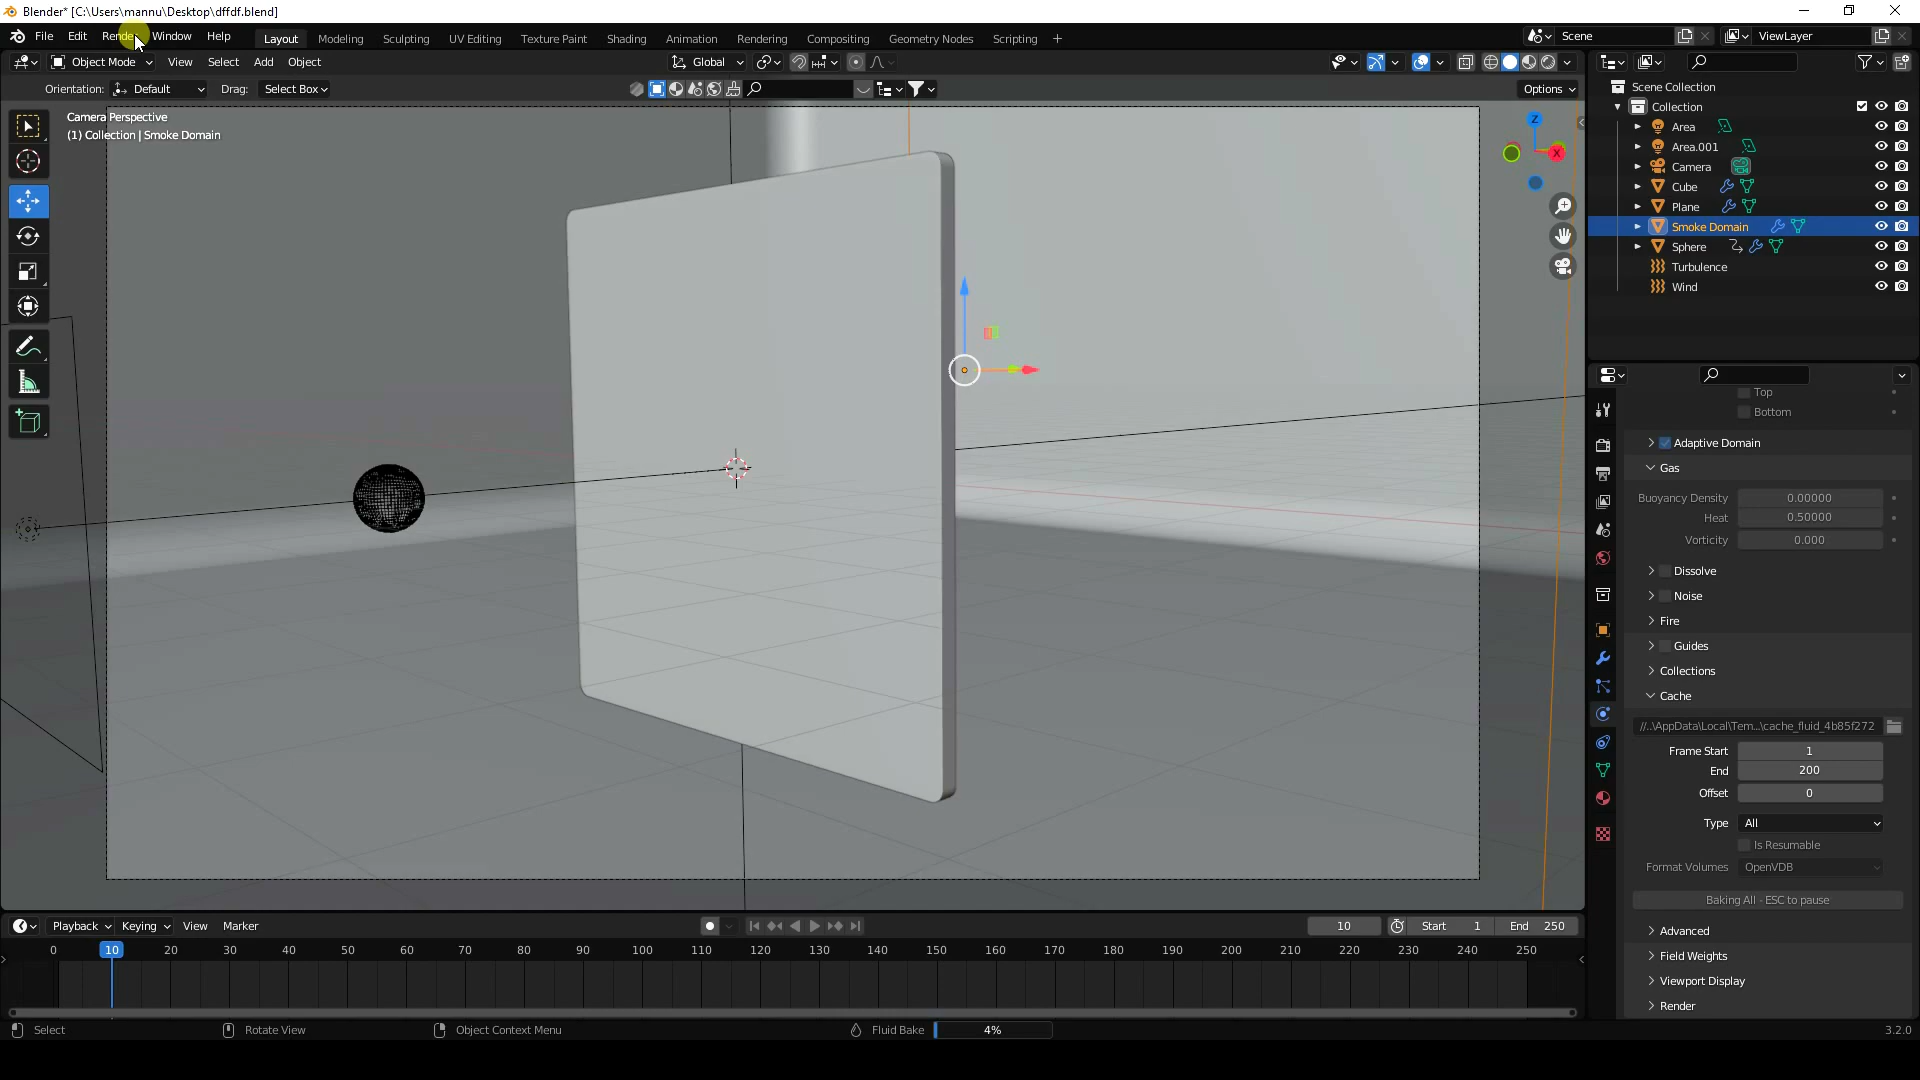 Blender* [C:\Users\mannu\Desktop\dffdf.blend]
File Edit Render Window Help Layout Modeling Sculpting UV Editing Texture Paint Shading Animation Rendering Compositing Geometry Nodes Scripting + Scene ViewLayer
Object Mode View Select Add Object Global
Orientation: Default Drag: Select Box Options
Camera Perspective
(1) Collection | Smoke Domain
Z
X
Scene Collection
Collection
Area
Area.001
Camera
Cube
Plane
Smoke Domain
Sphere
Turbulence
Wind
Top
Bottom
Adaptive Domain
Gas
Buoyancy Density 0.00000
Heat 0.50000
Vorticity 0.000
Dissolve
Noise
Fire
Guides
Collections
Cache
//..\AppData\Local\Tem...\cache_fluid_4b85f272
Frame Start 1
End 200
Offset 0
Type All
Is Resumable
Format Volumes OpenVDB
Baking All - ESC to pause
Advanced
Field Weights
Viewport Display
Render
Playback Keying View Marker 10 Start 1 End 250
0 10 20 30 40 50 60 70 80 90 100 110 120 130 140 150 160 170 180 190 200 210 220 230 240 250
Select Rotate View Object Context Menu Fluid Bake 4% 3.2.0